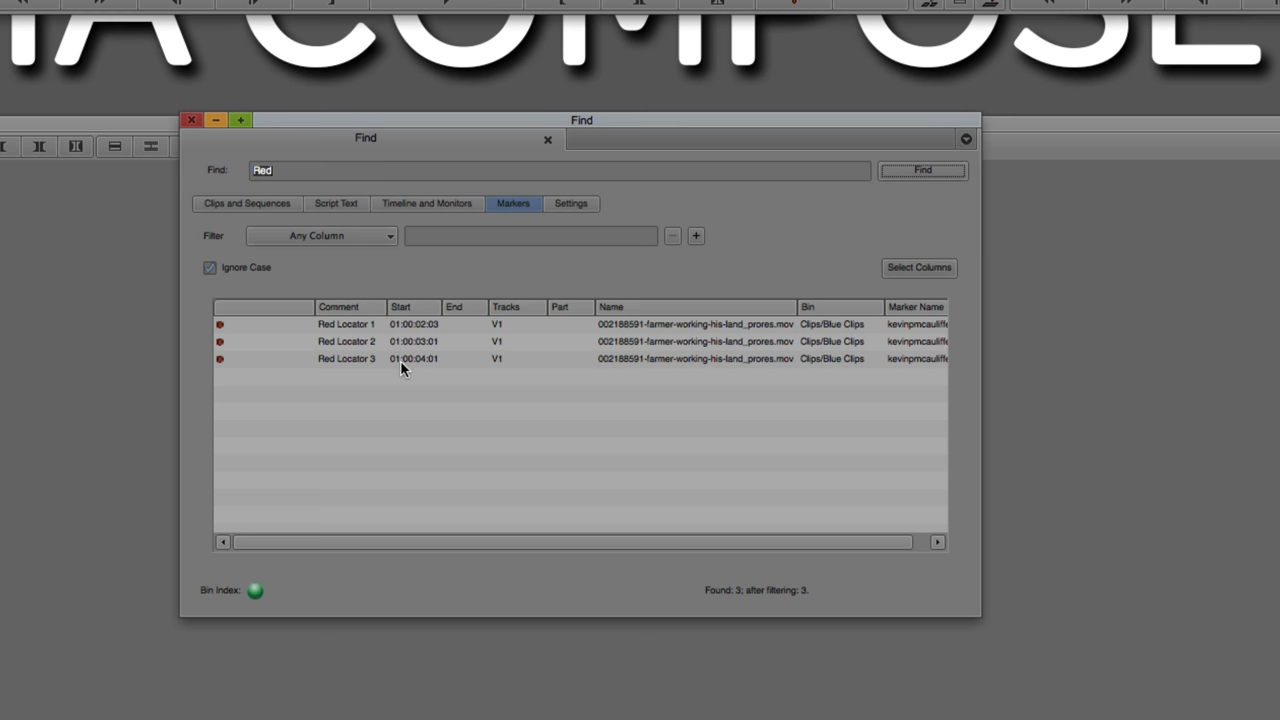 IA COMPOSE
Find
Find
Find: Red Find
Clips and Sequences Script Text Timeline and Monitors Markers Settings
Filter Any Column
Ignore Case Select Columns
Comment Start End Tracks Part Name Bin Marker Name
Red Locator 1 01:00:02:03 V1 002188591-farmer-working-his-land_prores.mov Clips/Blue Clips kevinpmcauliffe
Red Locator 2 01:00:03:01 V1 002188591-farmer-working-his-land_prores.mov Clips/Blue Clips kevinpmcauliffe
Red Locator 3 01:00:04:01 V1 002188591-farmer-working-his-land_prores.mov Clips/Blue Clips kevinpmcauliffe
Bin Index: Found: 3; after filtering: 3.